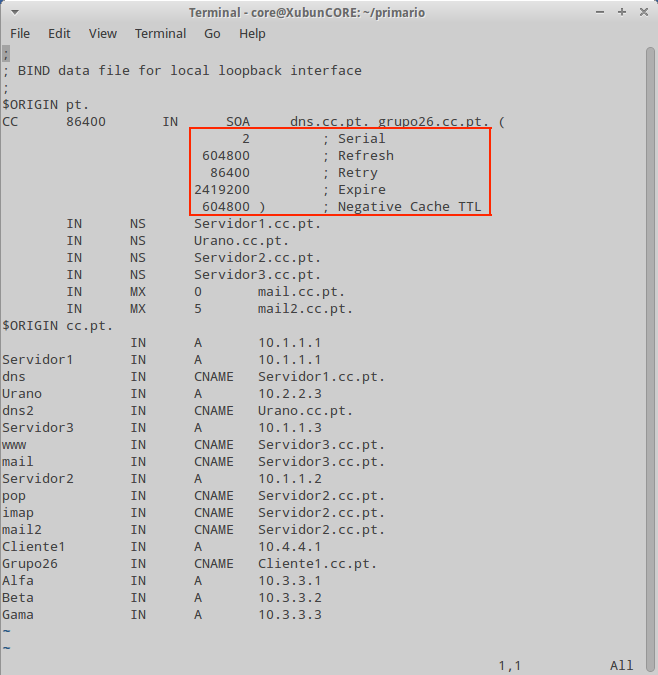 Terminal - core@XubunCORE: ~/primario
File Edit View Terminal Go Help
;
; BIND data file for local loopback interface
;
$ORIGIN pt.
CC 86400 IN SOA dns.cc.pt. grupo26.cc.pt. (
2 ; Serial
604800 ; Refresh
86400 ; Retry
2419200 ; Expire
604800 ) ; Negative Cache TTL
IN NS Servidor1.cc.pt.
IN NS Urano.cc.pt.
IN NS Servidor2.cc.pt.
IN NS Servidor3.cc.pt.
IN MX 0 mail.cc.pt.
IN MX 5 mail2.cc.pt.
$ORIGIN cc.pt.
IN A 10.1.1.1
Servidor1 IN A 10.1.1.1
dns IN CNAME Servidor1.cc.pt.
Urano IN A 10.2.2.3
dns2 IN CNAME Urano.cc.pt.
Servidor3 IN A 10.1.1.3
www IN CNAME Servidor3.cc.pt.
mail IN CNAME Servidor3.cc.pt.
Servidor2 IN A 10.1.1.2
pop IN CNAME Servidor2.cc.pt.
imap IN CNAME Servidor2.cc.pt.
mail2 IN CNAME Servidor2.cc.pt.
Cliente1 IN A 10.4.4.1
Grupo26 IN CNAME Cliente1.cc.pt.
Alfa IN A 10.3.3.1
Beta IN A 10.3.3.2
Gama IN A 10.3.3.3
~
~
1,1 All